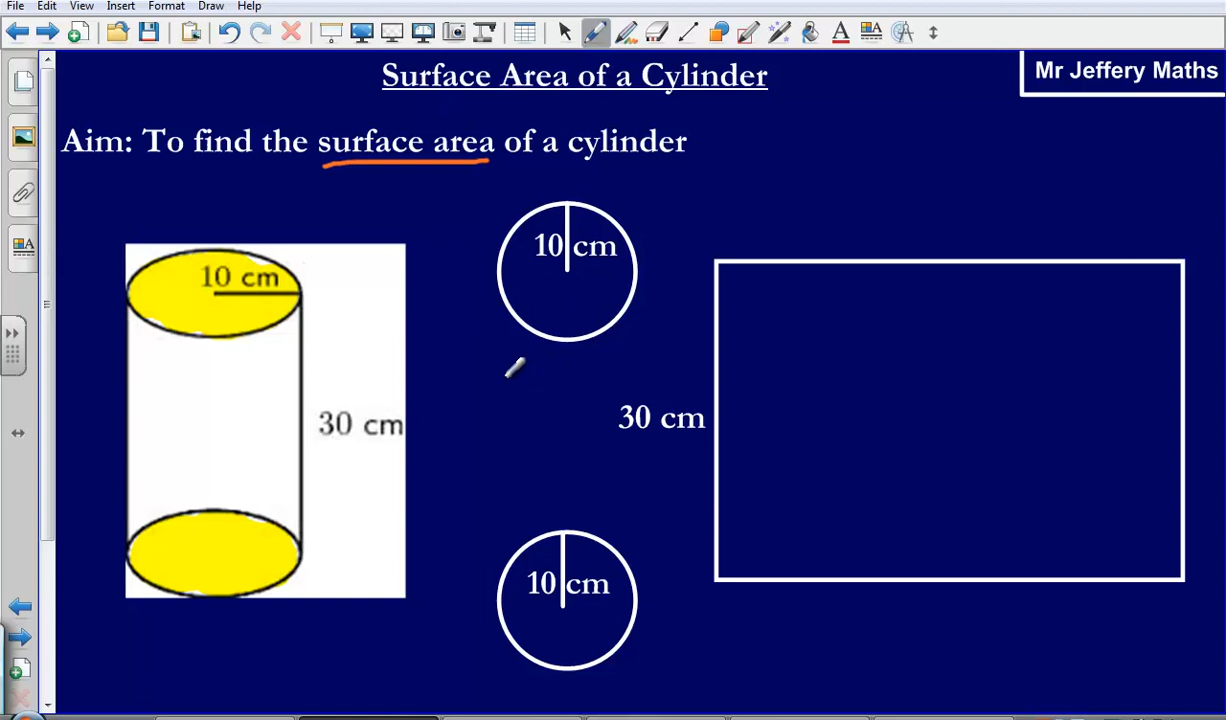 File Edit View Insert Format Draw Help
Surface Area of a Cylinder
Mr Jeffery Maths
Aim: To find the surface area of a cylinder
10 cm
30 cm
10 cm
10 cm
30 cm